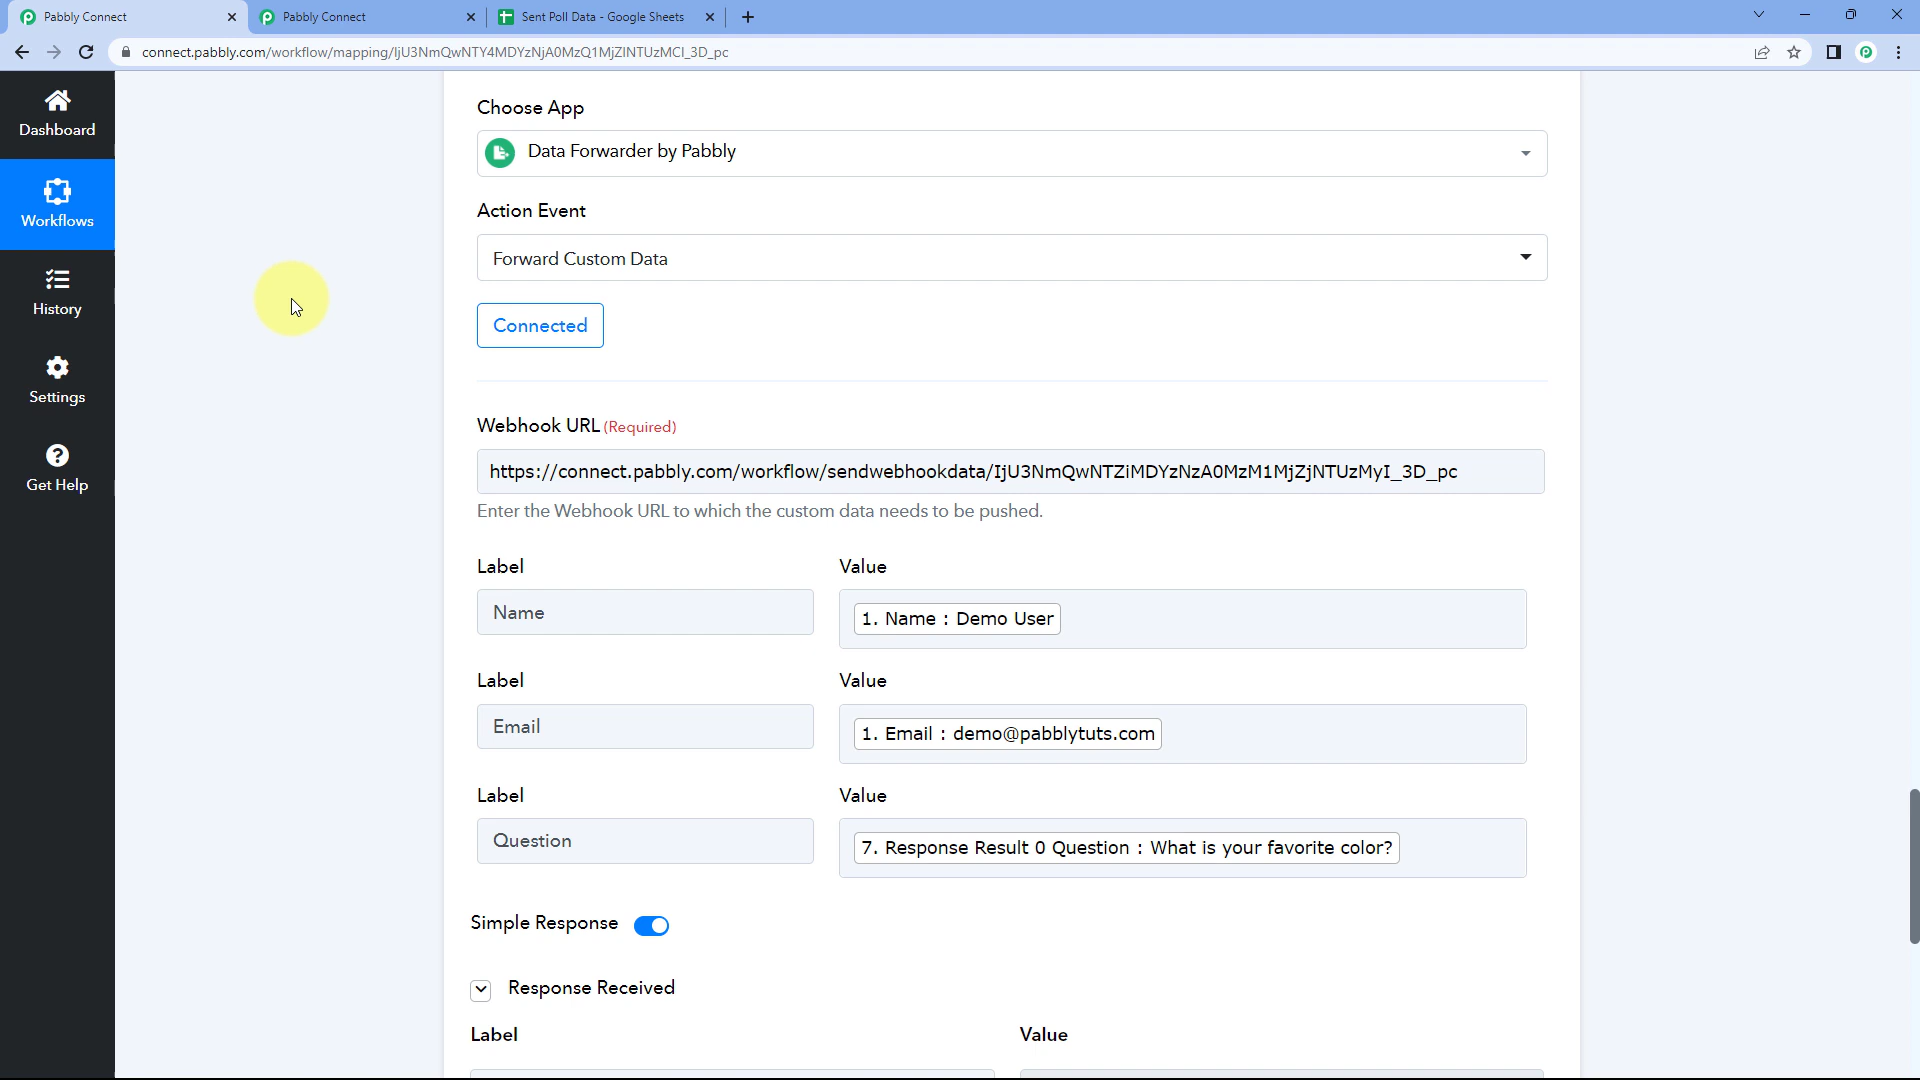 Pabbly Connect
Pabbly Connect
Sent Poll Data - Google Sheets
connect.pabbly.com/workflow/mapping/IjU3NmQwNTY4MDYzNjA0MzQ1MjZlNTUzMCI_3D_pc
Dashboard
Workflows
History
Settings
Get Help
Choose App
Data Forwarder by Pabbly
Action Event
Forward Custom Data
Connected
Webhook URL (Required)
https://connect.pabbly.com/workflow/sendwebhookdata/IjU3NmQwNTZiMDYzNzA0MzM1MjZjNTUzMyI_3D_pc
Enter the Webhook URL to which the custom data needs to be pushed.
Label Value
Name 1. Name : Demo User
Label Value
Email 1. Email : demo@pabblytuts.com
Label Value
Question 7. Response Result 0 Question : What is your favorite color?
Simple Response
Response Received
Label Value